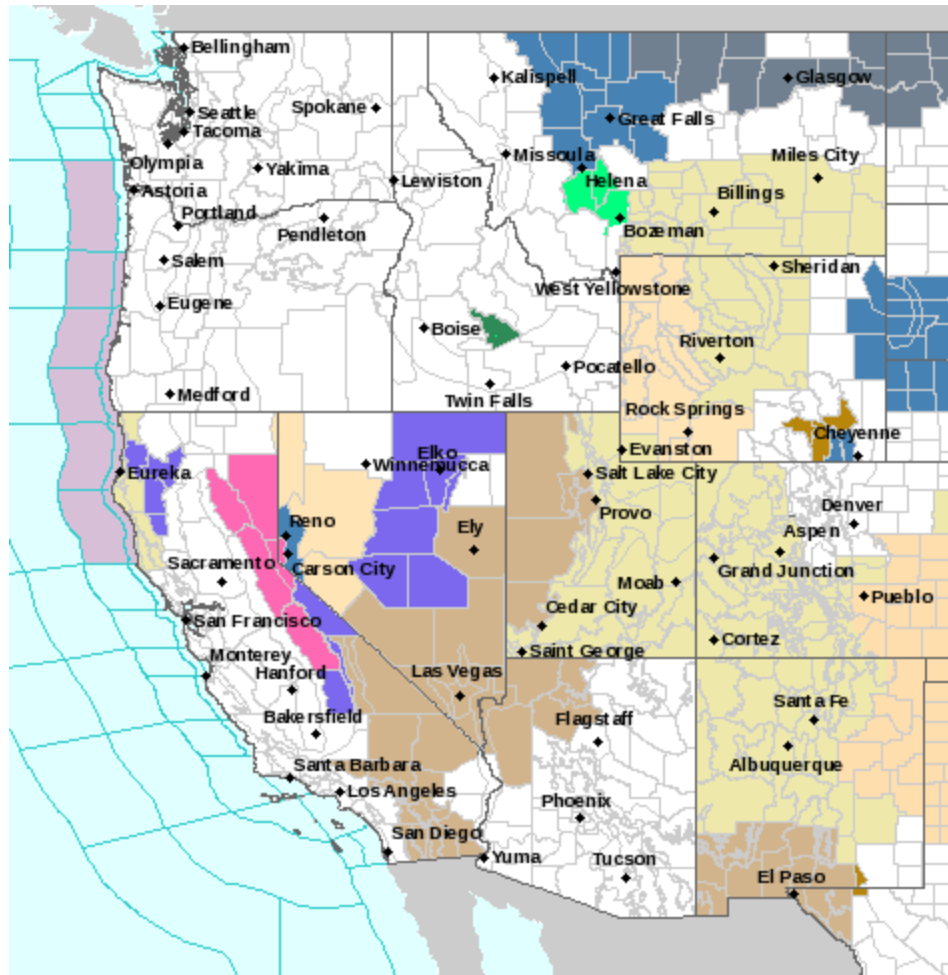 Bellingham
Kalispell
Glasgow
Spokane
Seattle
Great Falls
Tacoma
Olympia
Missoula
Miles City
Yakima
Helena
Lewiston
Astoria
Billings
Portland
Pendleton
Bozeman
Salem
Sheridan
West Yellowstone
Eugene
Boise
Riverton
Pocatello
Medford
Twin Falls
Rock Springs
Cheyenne
Elko
Evanston
Eureka
Winnemucca
Salt Lake City
Provo
Denver
Reno
Ely
Aspen
Sacramento
Carson City
Grand Junction
Moab
Pueblo
Cedar City
San Francisco
Cortez
Saint George
Monterey
Hanford
Las Vegas
Santa Fe
Bakersfield
Flagstaff
Albuquerque
Santa Barbara
Los Angeles
Phoenix
San Diego
Yuma
Tucson
El Paso